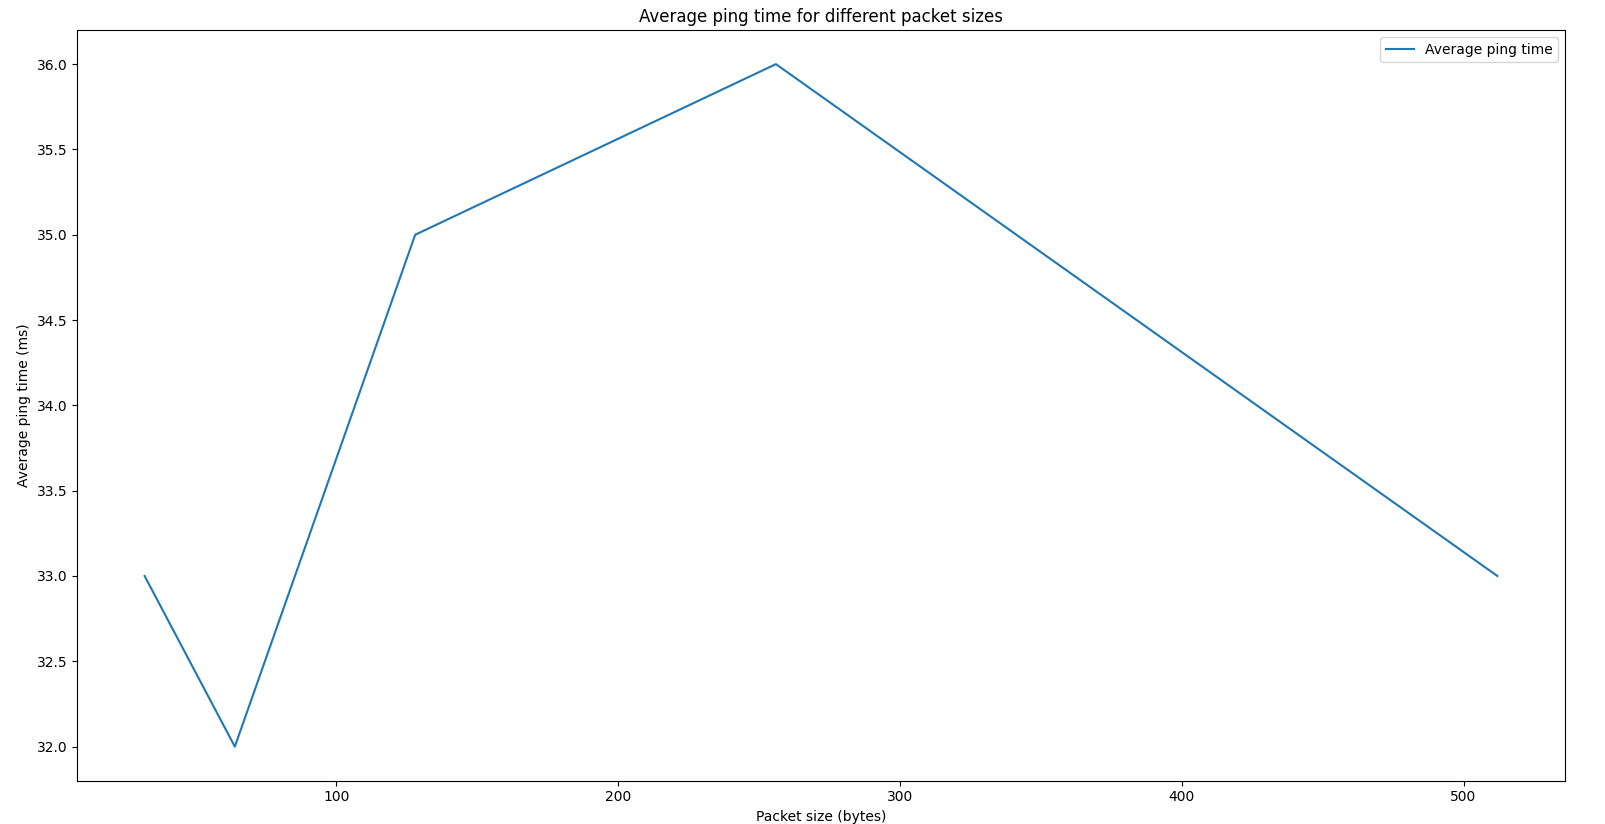 Average ping time for different packet sizes
Average ping time
36.0
35.5
35.0
34.5
34.0
33.5
33.0
32.5
32.0
Average ping time (ms)
100 200 300 400 500
Packet size (bytes)